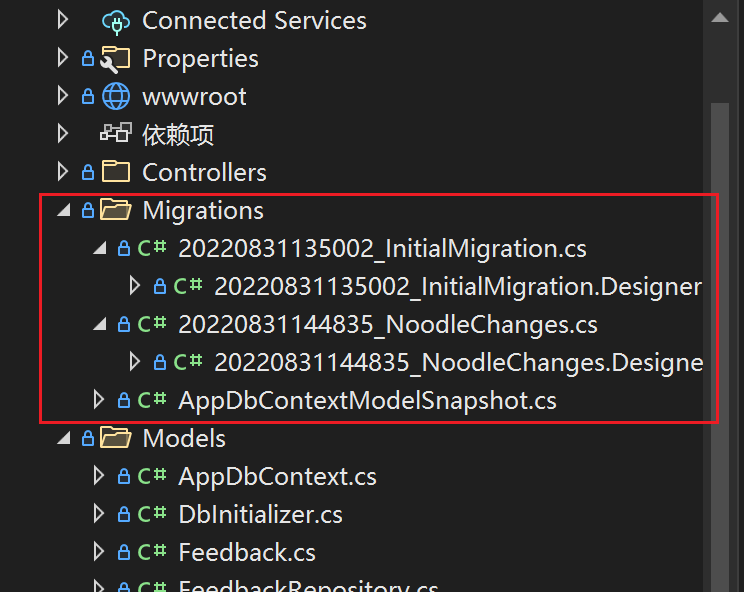 Connected Services
Properties
wwwroot
依赖项
Controllers
Migrations
C# 20220831135002_InitialMigration.cs
C# 20220831135002_InitialMigration.Designer
C# 20220831144835_NoodleChanges.cs
C# 20220831144835_NoodleChanges.Designe
C# AppDbContextModelSnapshot.cs
Models
C# AppDbContext.cs
C# DbInitializer.cs
C# Feedback.cs
C# FeedbackRepository.cs